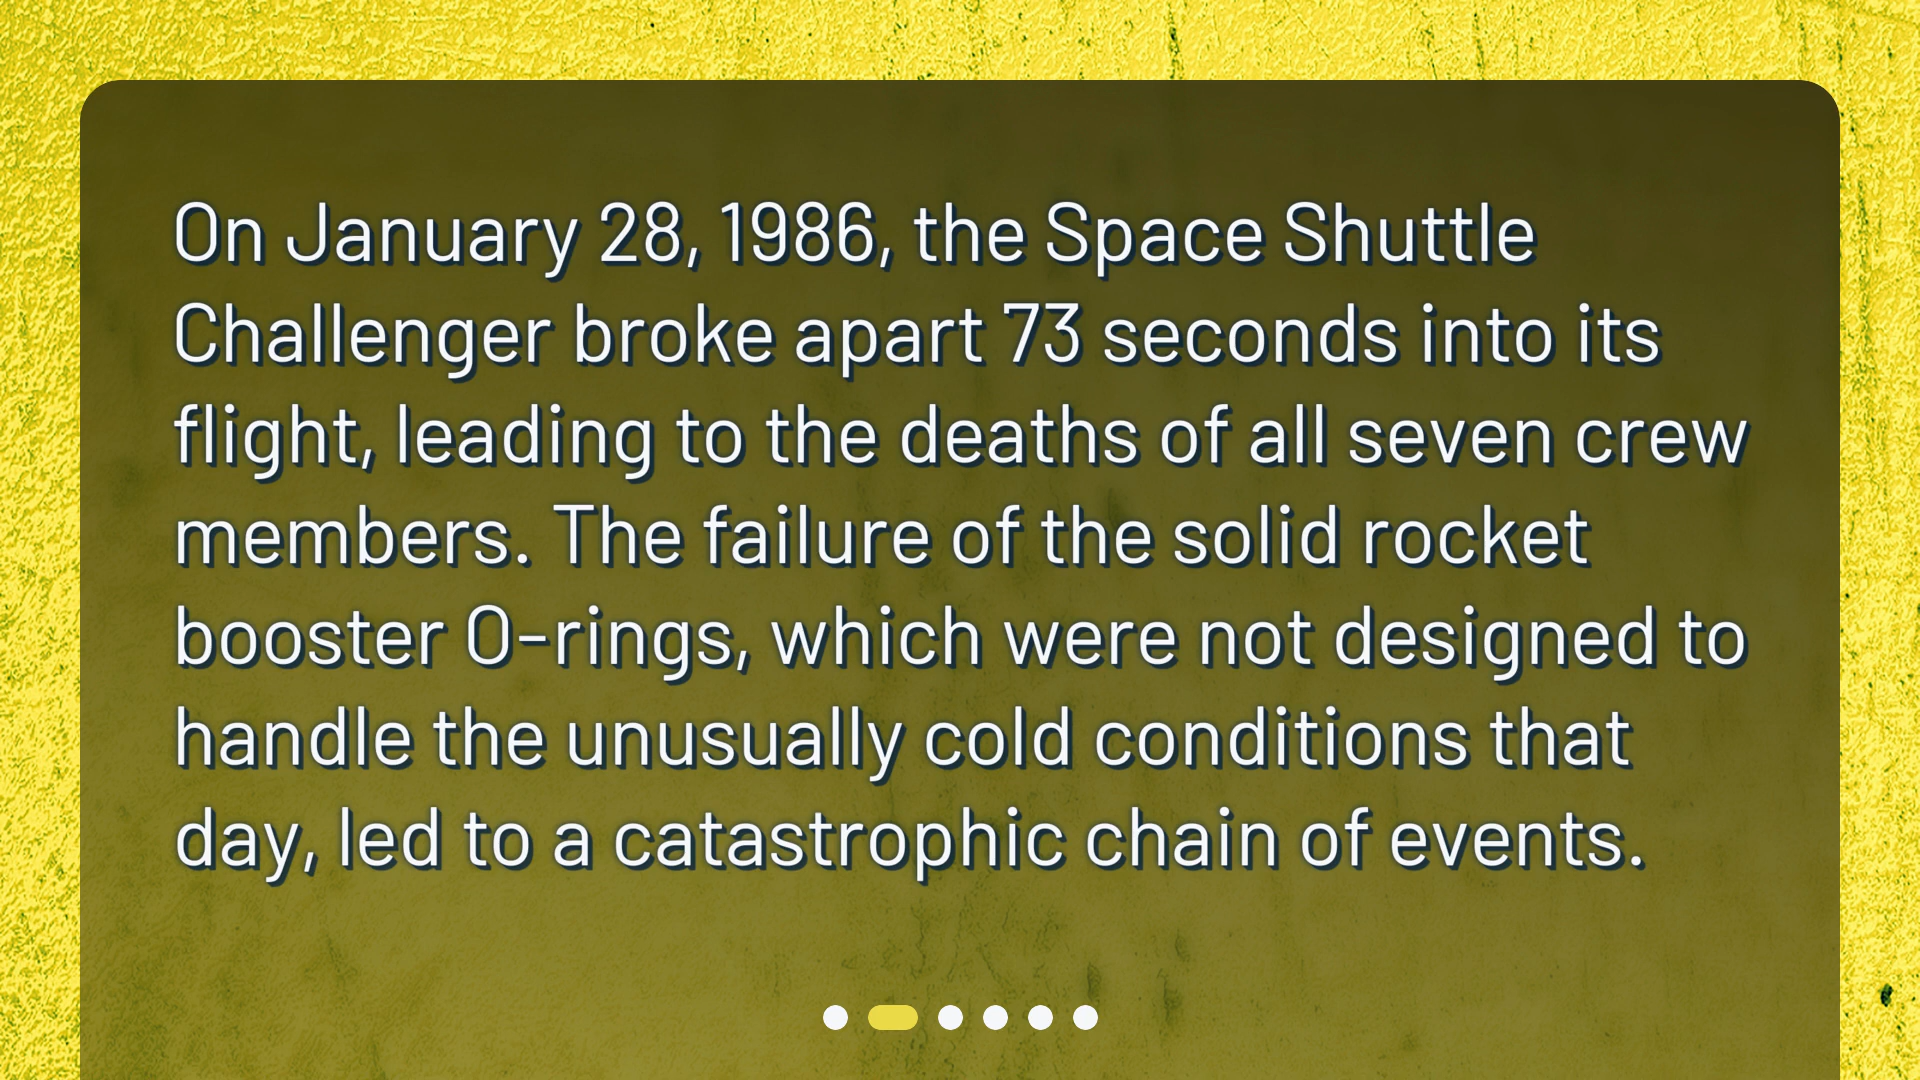 On January 28, 1986, the Space Shuttle
Challenger broke apart 73 seconds into its
flight, leading to the deaths of all seven crew
members. The failure of the solid rocket
booster O-rings, which were not designed to
handle the unusually cold conditions that
day, led to a catastrophic chain of events.